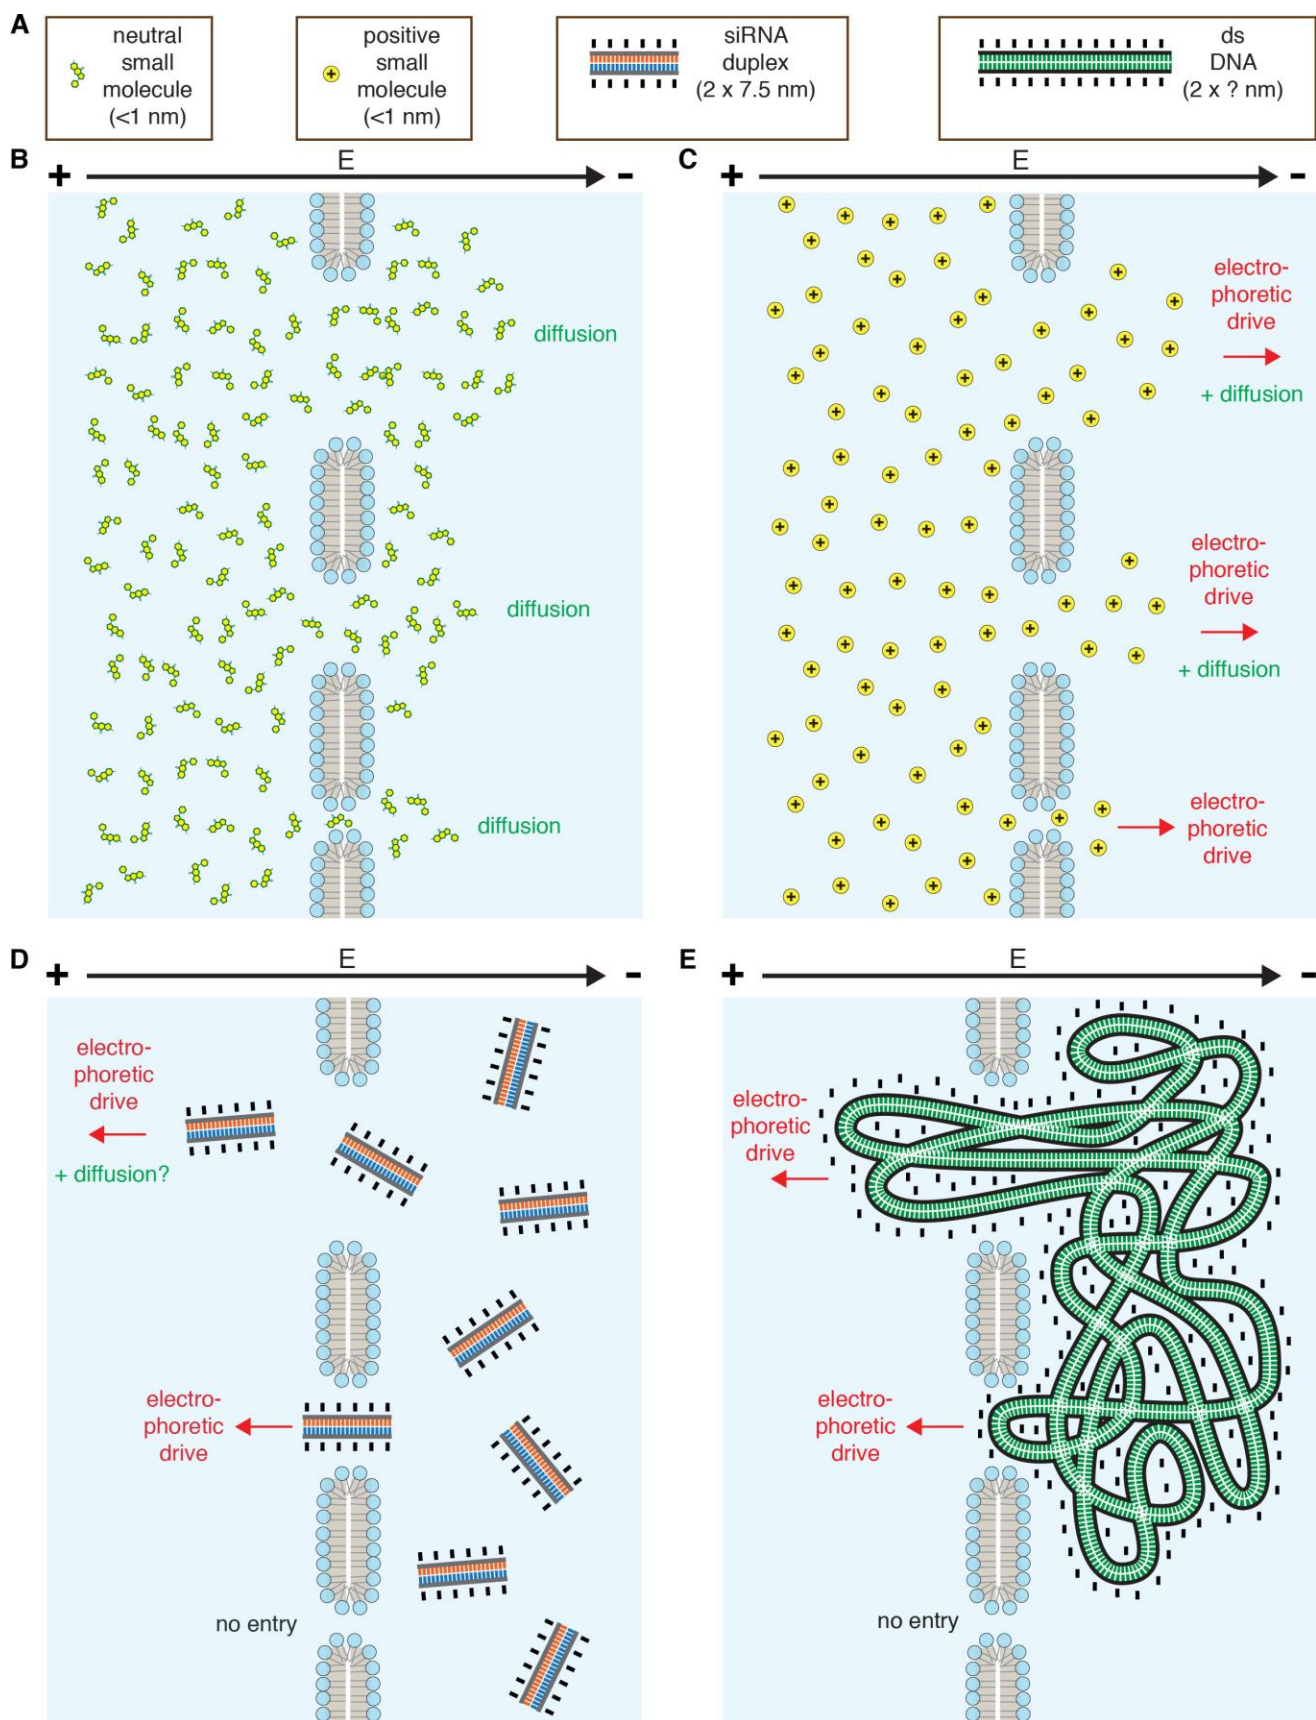 A
neutral
small
molecule
(<1 nm)
positive
small
molecule
(<1 nm)
siRNA
duplex
(2 x 7.5 nm)
ds
DNA
(2 x ? nm)
B
+ E -
diffusion
diffusion
diffusion
C
+ E -
electro-
phoretic
drive
+ diffusion
electro-
phoretic
drive
+ diffusion
electro-
phoretic
drive
D
+ E -
electro-
phoretic
drive
+ diffusion?
electro-
phoretic
drive
no entry
E
+ E -
electro-
phoretic
drive
electro-
phoretic
drive
no entry